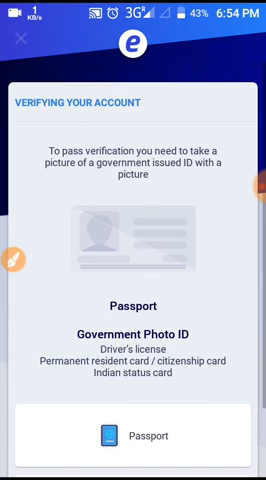 1
KB/s
3G
R
43%
6:54 PM
e
VERIFYING YOUR ACCOUNT
To pass verification you need to take a
picture of a government issued ID with a
picture
Passport
Government Photo ID
Driver's license
Permanent resident card / citizenship card
Indian status card
Passport